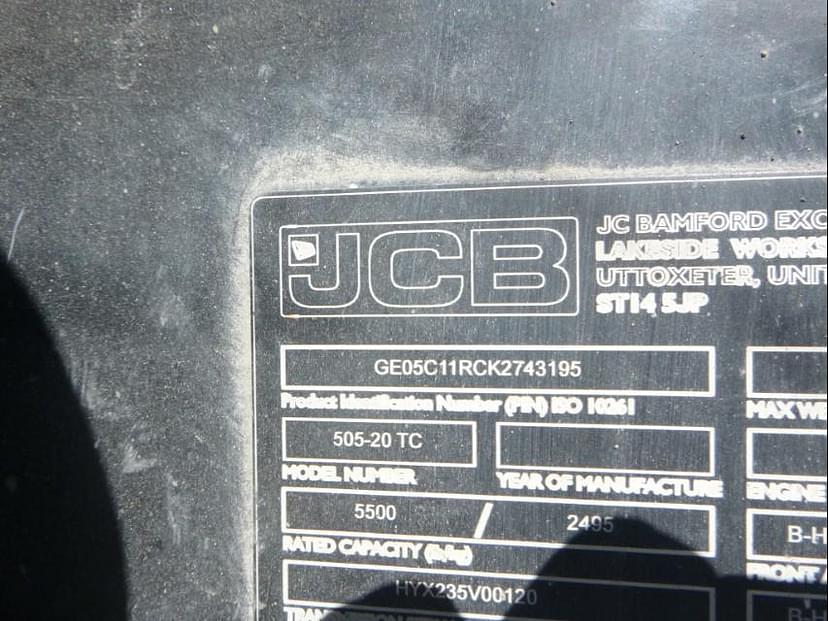 JCB
JC BAMFORD EXC
LAKESIDE WORKS
UTTOXETER, UNIT
ST14 5JP
GE05C11RCK2743195
Product Identification Number (PIN) ISO 10261
MAX WE
505-20 TC
MODEL NUMBER
YEAR OF MANUFACTURE
ENGINE
5500 / 2495
B-H
RATED CAPACITY (lb/kg)
FRONT A
HYX235V00120
B-H